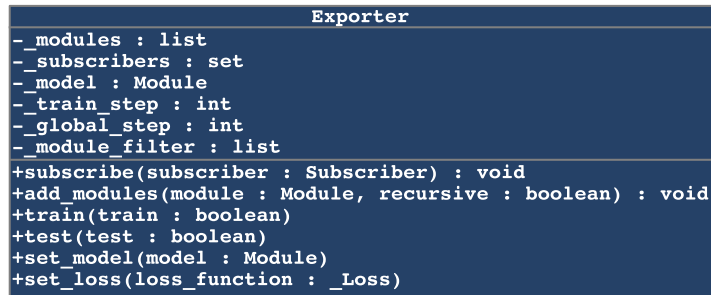 Exporter
-_modules : list
-_subscribers : set
-_model : Module
-_train_step : int
-_global_step : int
-_module_filter : list
+subscribe(subscriber : Subscriber) : void
+add_modules(module : Module, recursive : boolean) : void
+train(train : boolean)
+test(test : boolean)
+set_model(model : Module)
+set_loss(loss_function : _Loss)